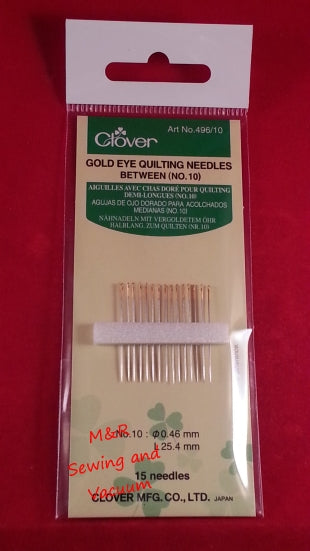 Clover
Art No.496/10
GOLD EYE QUILTING NEEDLES
BETWEEN (NO.10)
AIGUILLES AVEC CHAS DORÉ POUR QUILTING
DEMI-LONGUES (NO.10)
AGUJAS DE OJO DORADO PARA ACOLCHADOS
MEDIANAS (NO.10)
NÄHNADELN MIT VERGOLDETEM ÖHR
HALBLANG, ZUM QUILTEN (NR. 10)
No.10 : Ø0.46 mm
L25.4 mm
M&R
Sewing and
Vacuum
15 needles
CLOVER MFG.CO., LTD. JAPAN